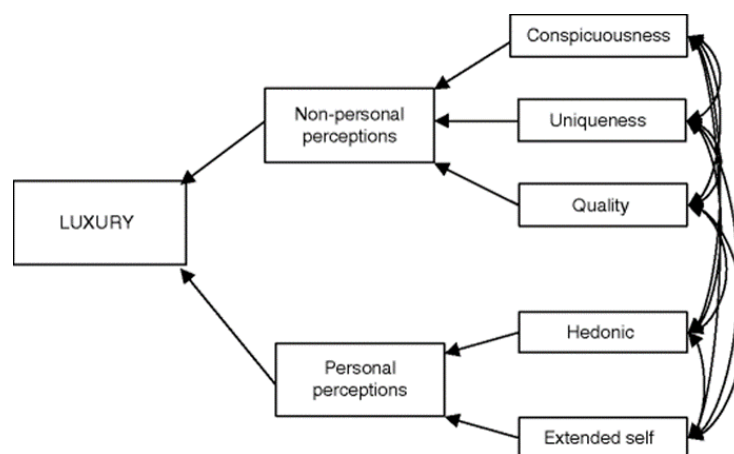 Conspicuousness
Non-personal
perceptions
Uniqueness
Quality
LUXURY
Hedonic
Personal
perceptions
Extended self